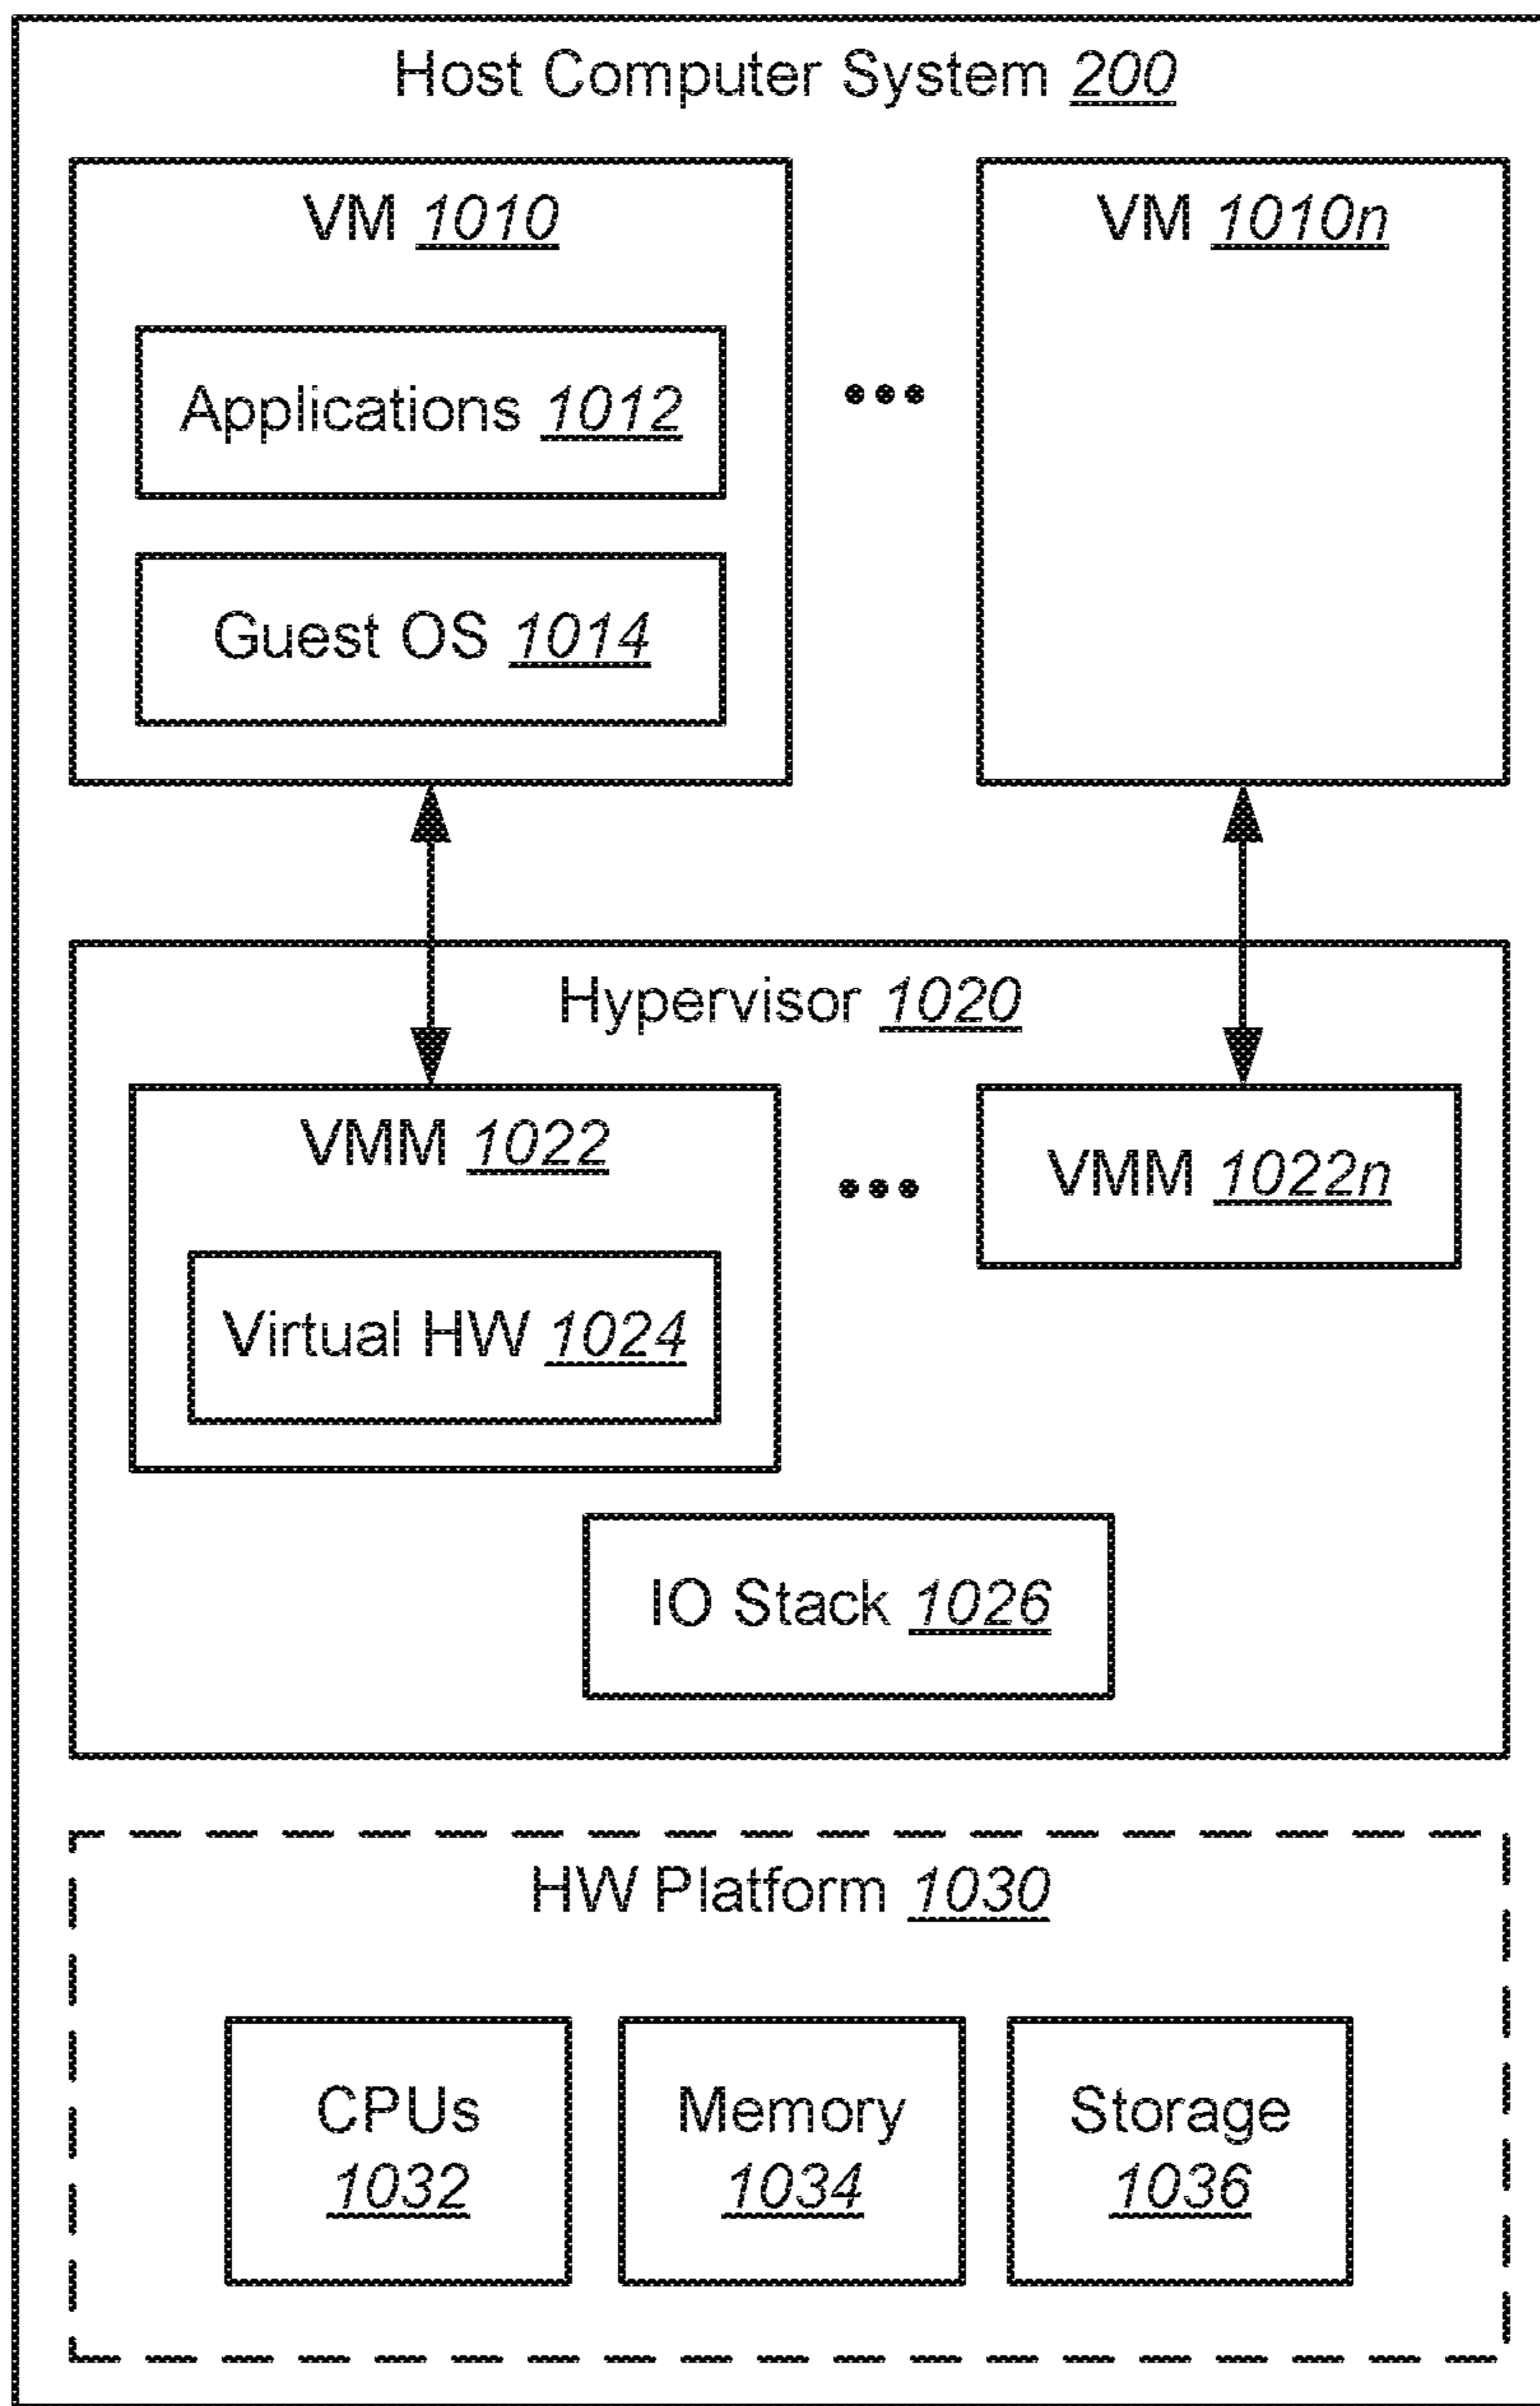 Host Computer System 200
VM 1010
VM 1010n
Applications 1012
Guest OS 1014
Hypervisor 1020
VMM 1022
VMM 1022n
Virtual HW 1024
IO Stack 1026
HW Platform 1030
CPUs
1032
Memory
1034
Storage
1036